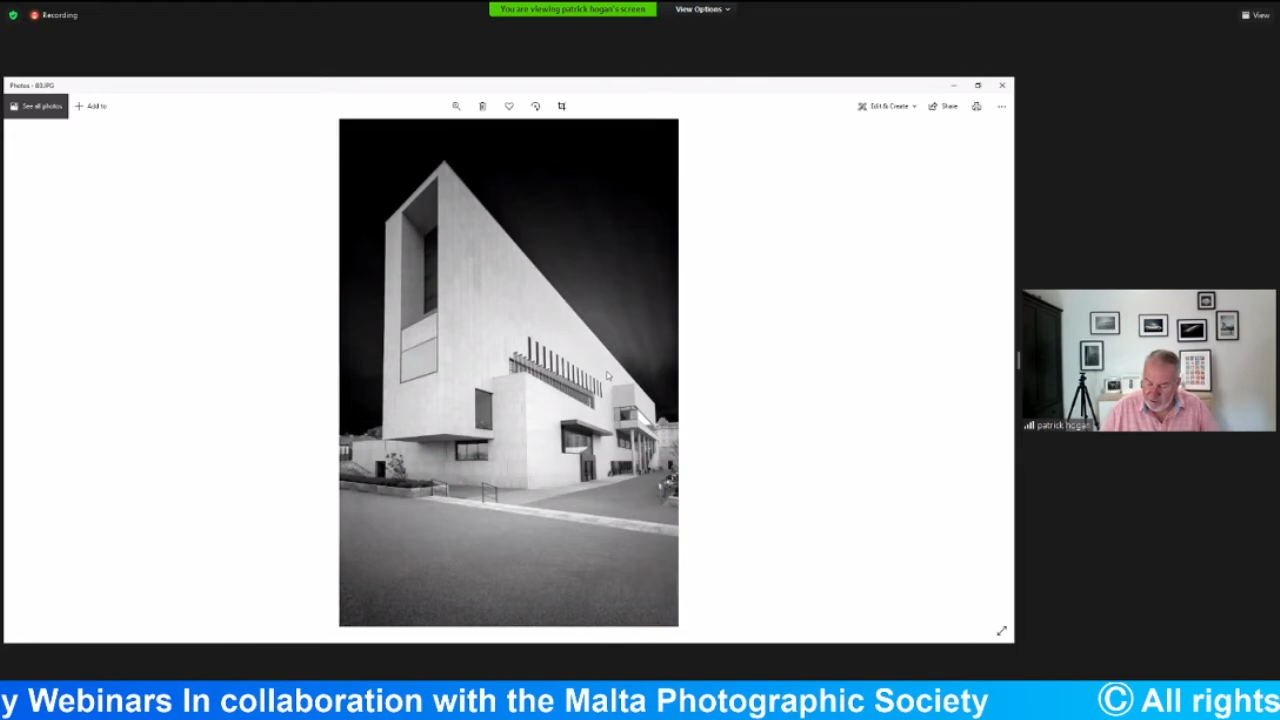 Recording
You are viewing patrick hogan's screen
View Options
View
Photos - 80.JPG
See all photos
Add to
Edit & Create
Share
patrick hogan
y Webinars In collaboration with the Malta Photographic Society
© All rights